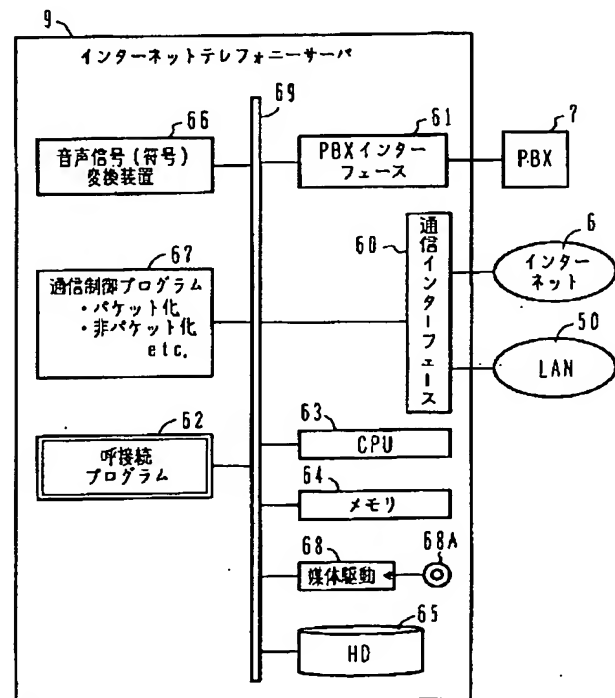 9
インターネットテレフォニーサーバ
69
66
音声信号(符号)
変換装置
61
PBXインター
フェース
7
PBX
67
通信制御プログラム
・パケット化
・非パケット化
etc.
60
通信インターフェース
6
インター
ネット
50
LAN
62
呼接続
プログラム
63
CPU
64
メモリ
68
媒体駆動
68A
65
HD